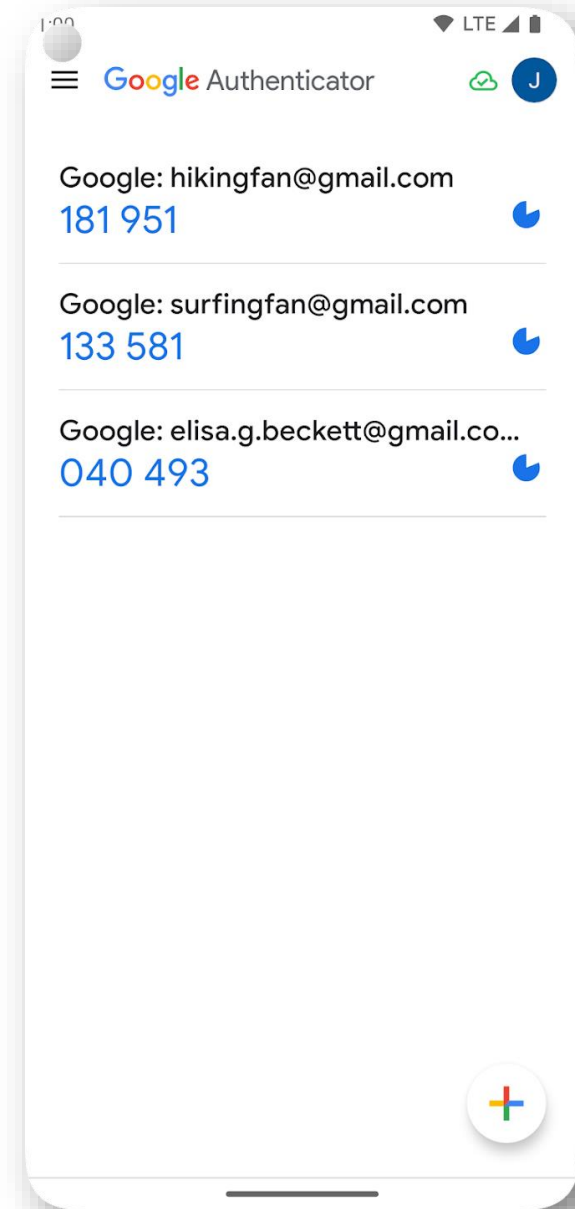 LTE
Google Authenticator
J
Google: hikingfan@gmail.com
181 951
Google: surfingfan@gmail.com
133 581
Google: elisa.g.beckett@gmail.co...
040 493